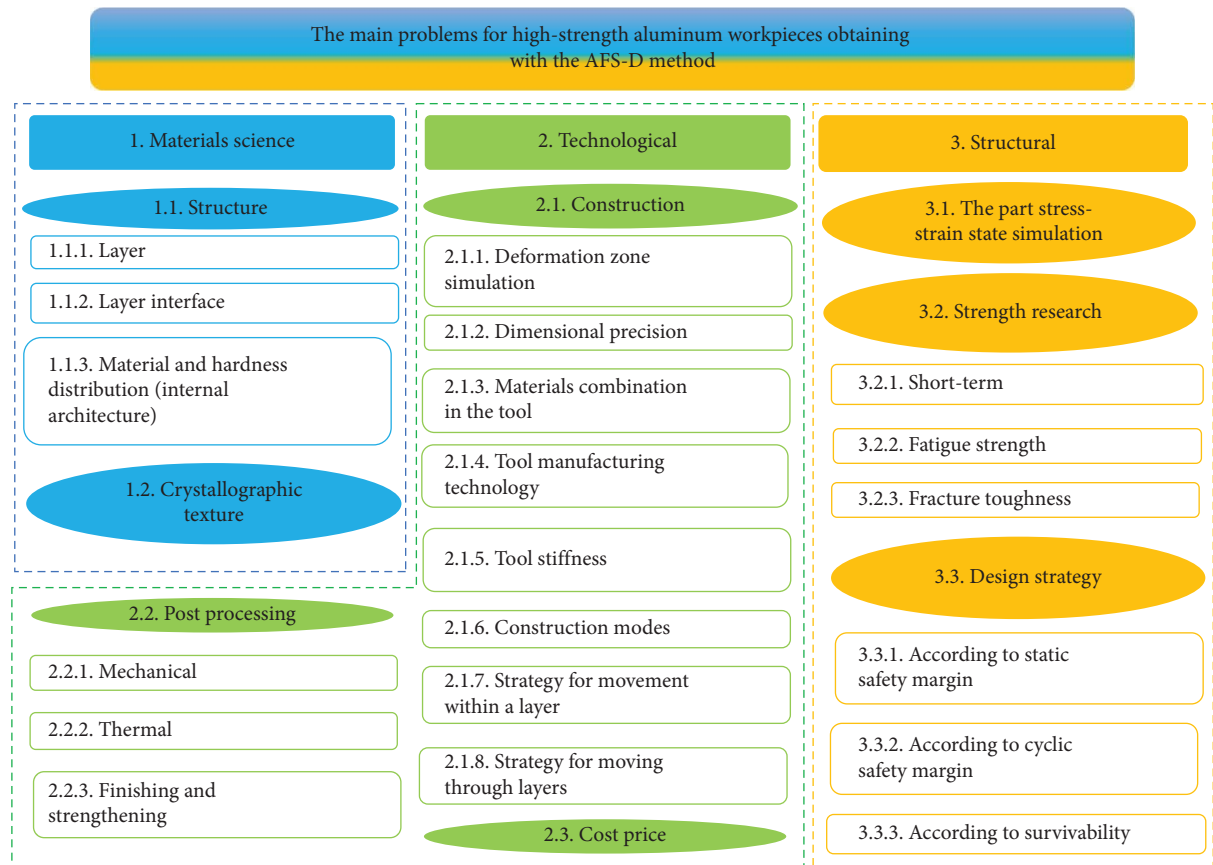 The main problems for high-strength aluminum workpieces obtaining
with the AFS-D method
1. Materials science
1.1. Structure
1.1.1. Layer
1.1.2. Layer interface
1.1.3. Material and hardness
distribution (internal
architecture)
1.2. Crystallographic
texture
2. Technological
2.1. Construction
2.1.1. Deformation zone
simulation
2.1.2. Dimensional precision
2.1.3. Materials combination
in the tool
2.1.4. Tool manufacturing
technology
2.1.5. Tool stiffness
2.1.6. Construction modes
2.1.7. Strategy for movement
within a layer
2.1.8. Strategy for moving
through layers
2.2. Post processing
2.2.1. Mechanical
2.2.2. Thermal
2.2.3. Finishing and
strengthening
2.3. Cost price
3. Structural
3.1. The part stress-
strain state simulation
3.2. Strength research
3.2.1. Short-term
3.2.2. Fatigue strength
3.2.3. Fracture toughness
3.3. Design strategy
3.3.1. According to static
safety margin
3.3.2. According to cyclic
safety margin
3.3.3. According to survivability